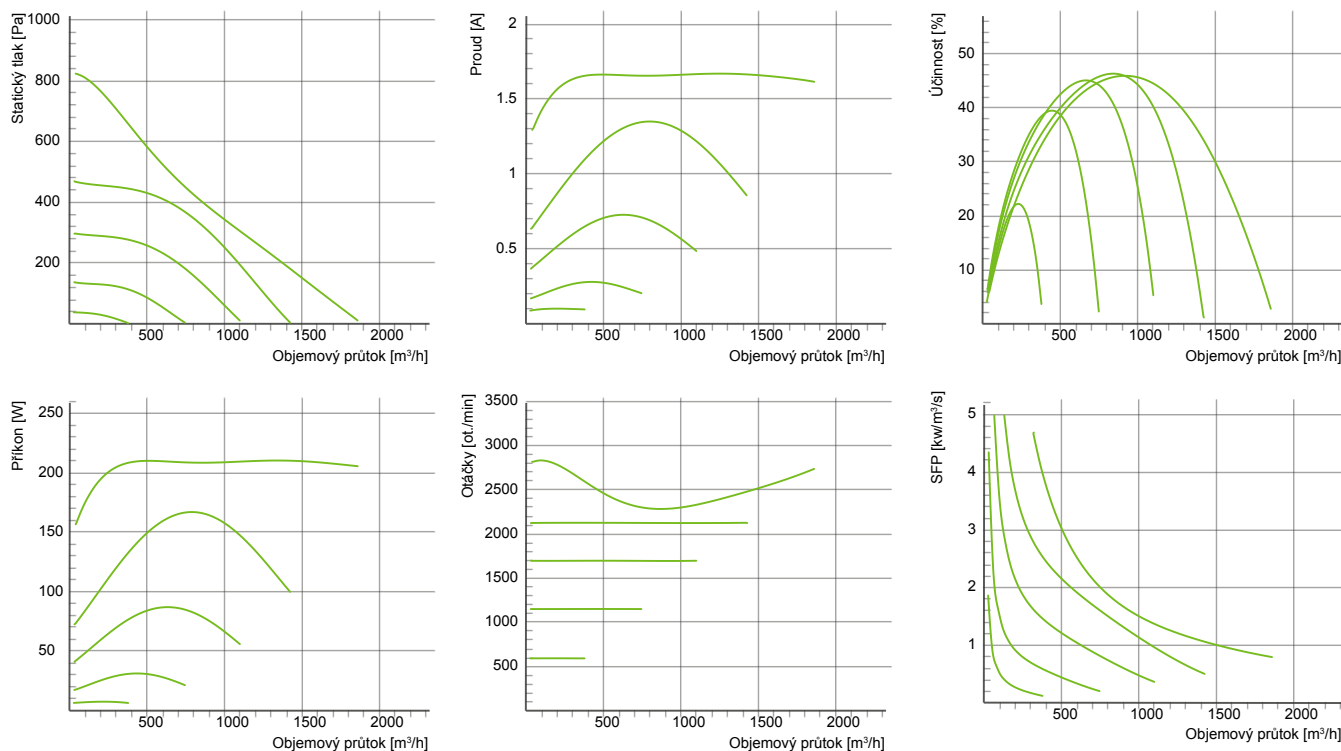 Statický tlak [Pa]
1000
800
600
400
200
500 1000 1500 2000
Objemový průtok [m³/h]
Proud [A]
2
1.5
1
0.5
500 1000 1500 2000
Objemový průtok [m³/h]
Účinnost [%]
50
40
30
20
10
500 1000 1500 2000
Objemový průtok [m³/h]
Příkon [W]
250
200
150
100
50
500 1000 1500 2000
Objemový průtok [m³/h]
Otáčky [ot./min]
3500
3000
2500
2000
1500
1000
500
500 1000 1500 2000
Objemový průtok [m³/h]
SFP [kw/m³/s]
5
4
3
2
1
500 1000 1500 2000
Objemový průtok [m³/h]